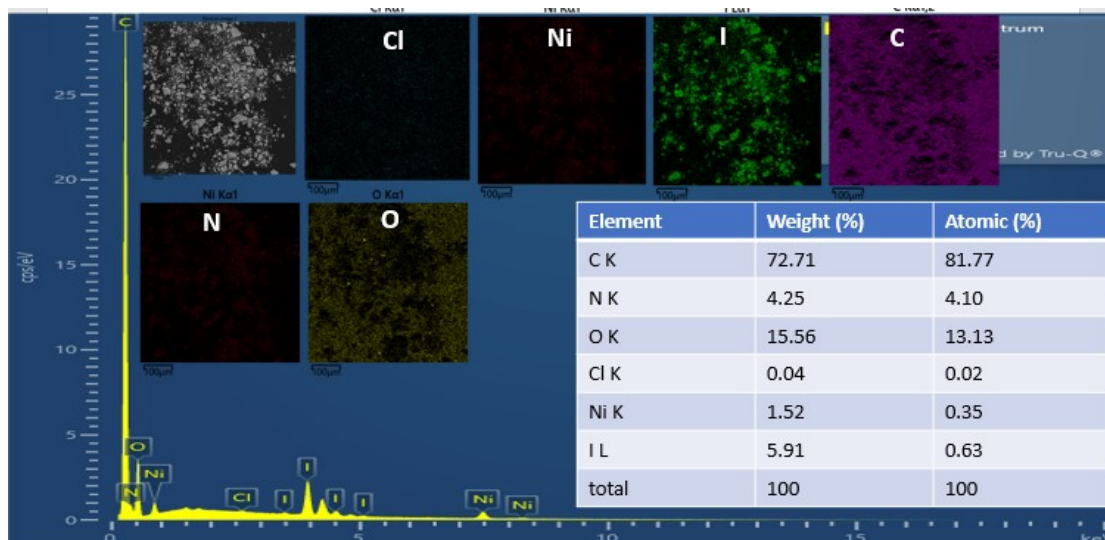 C
Cl
Ni
I
C
trum
25
d by Tru-Q®
20
100µm
100µm
100µm
100µm
Ni Kα1
O Kα1
N
O
cps/eV
15
10
5
0
100µm
100µm
Element Weight (%) Atomic (%)
C K 72.71 81.77
N K 4.25 4.10
O K 15.56 13.13
Cl K 0.04 0.02
Ni K 1.52 0.35
I L 5.91 0.63
total 100 100
O
Ni
N
Cl
I
I
I
I
Ni
Ni
0
5
10
15